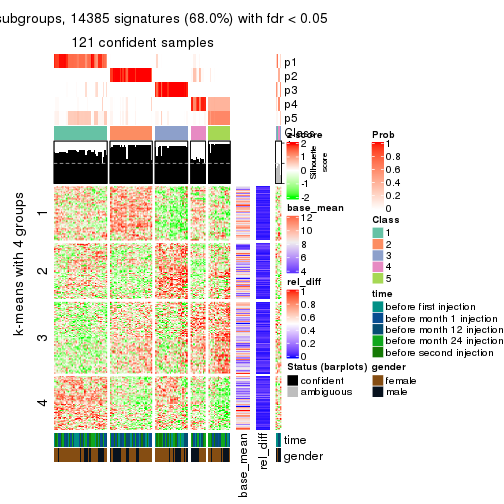 subgroups, 14385 signatures (68.0%) with fdr < 0.05
121 confident samples
p1
p2
p3
p4
p5
Class
Silhouette
score
k-means with 4 groups
1
2
3
4
time
gender
base_mean
rel_diff
z-score
2
1
0
-1
-2
base_mean
12
10
8
6
4
rel_diff
1
0.8
0.6
0.4
0.2
0
Status (barplots)
confident
ambiguous
Prob
1
0.8
0.6
0.4
0.2
0
Class
1
2
3
4
5
time
before first injection
before month 1 injection
before month 12 injection
before month 24 injection
before second injection
gender
female
male